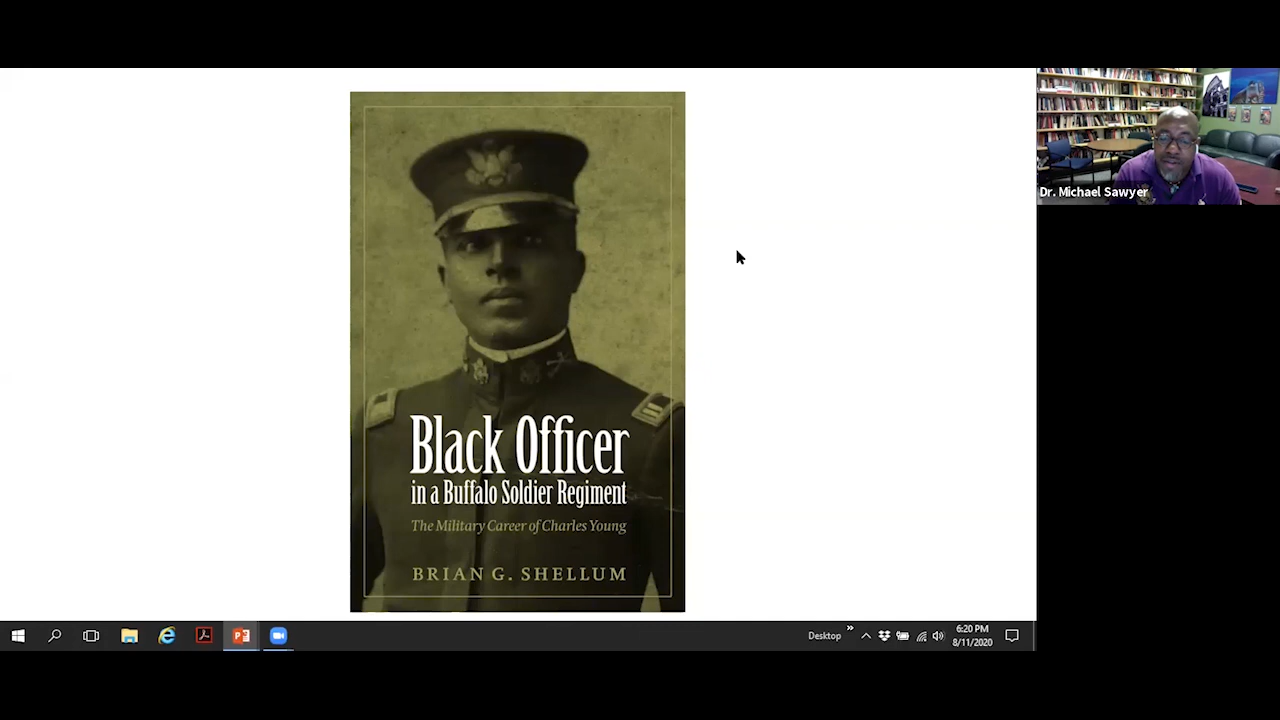 Black Officer
in a Buffalo Soldier Regiment
The Military Career of Charles Young
BRIAN G. SHELLUM
Dr. Michael Sawyer
Desktop
6:20 PM
8/11/2020